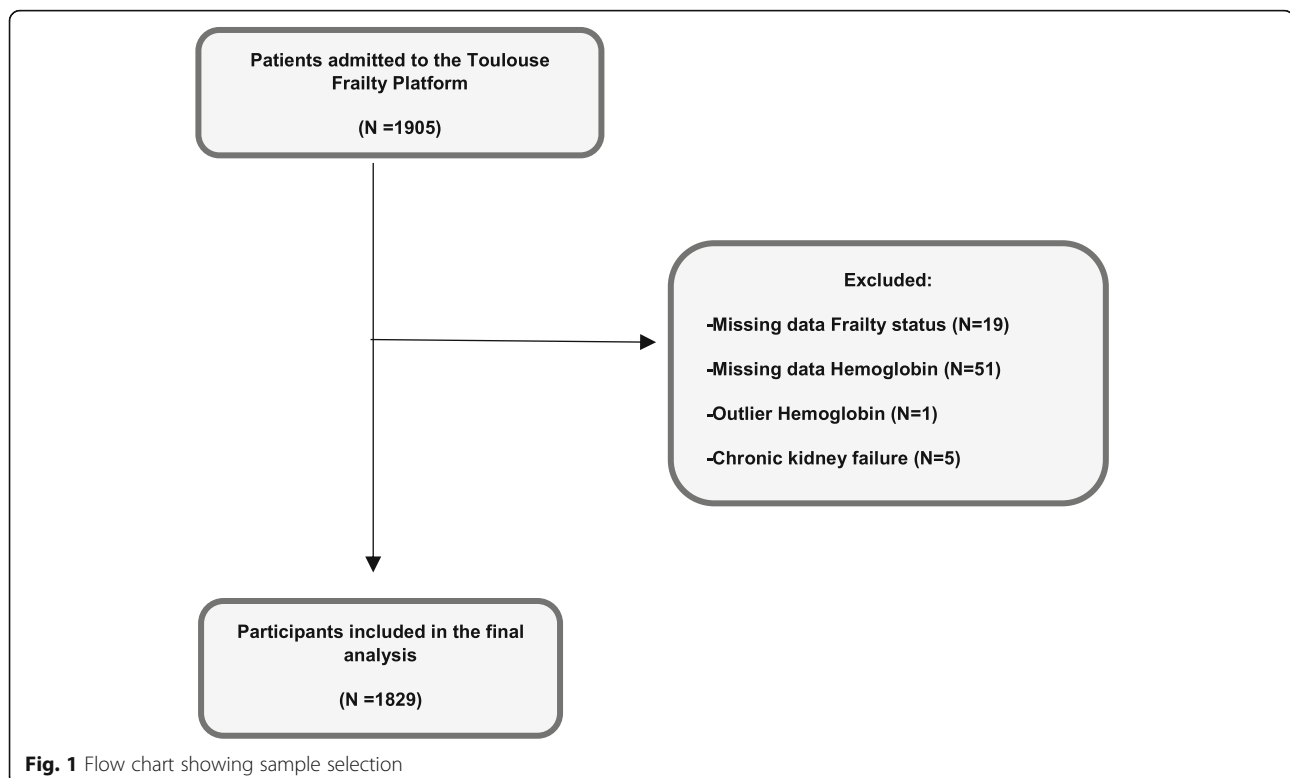 Patients admitted to the Toulouse
Frailty Platform
(N =1905)
Excluded:
-Missing data Frailty status (N=19)
-Missing data Hemoglobin (N=51)
-Outlier Hemoglobin (N=1)
-Chronic kidney failure (N=5)
Participants included in the final
analysis
(N =1829)
Fig. 1 Flow chart showing sample selection